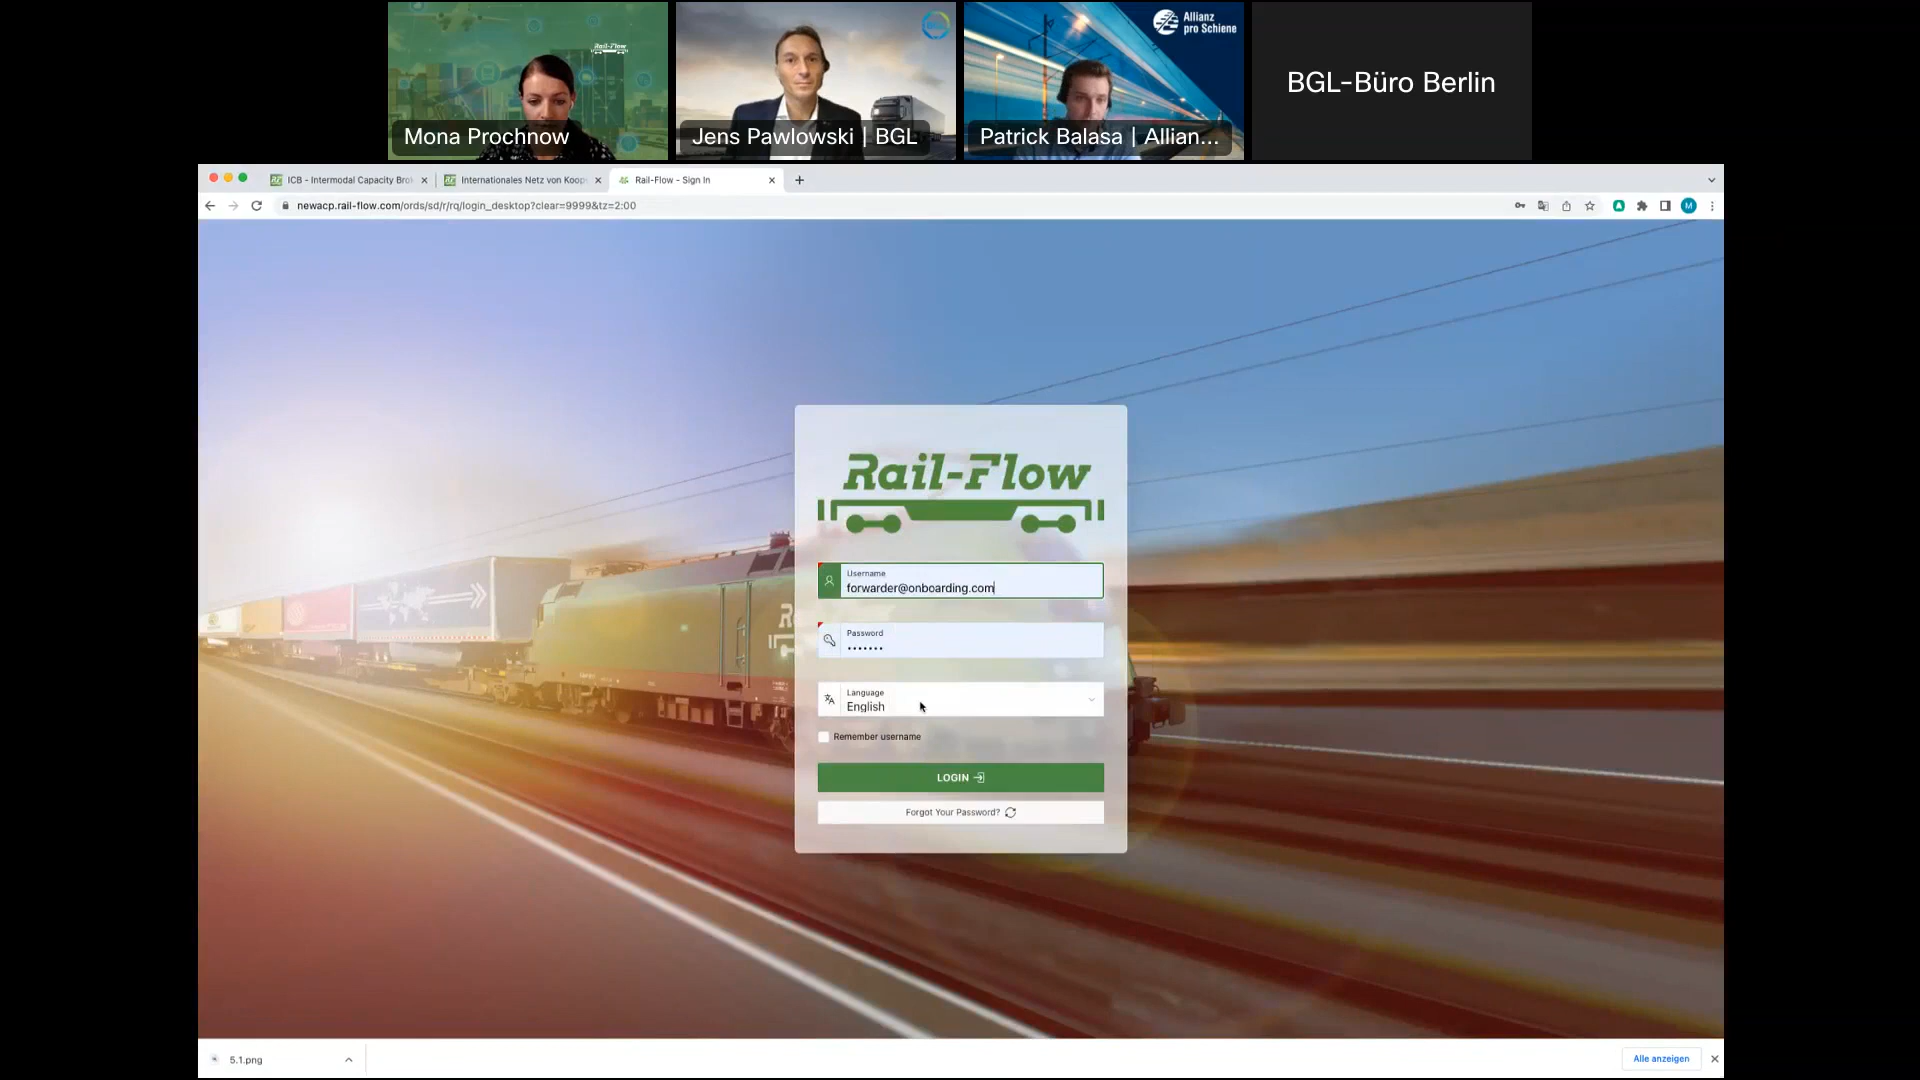 Rail-Flow
Allianz
pro Schiene
Mona Prochnow
Jens Pawlowski | BGL
Patrick Balasa | Allian...
BGL-Büro Berlin
ICB - Intermodal Capacity Brok
Internationales Netz von Koop
Rail-Flow - Sign In
newacp.rail-flow.com/ords/sd/r/rq/login_desktop?clear=9999&tz=2:00
M
Rail-Flow
Username
forwarder@onboarding.com
Password
•••••••
Language
English
Remember username
LOGIN
Forgot Your Password?
5.1.png
Alle anzeigen